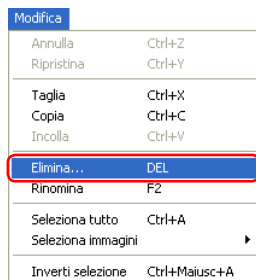 Modifica
Annulla Ctrl+Z
Ripristina Ctrl+Y
Taglia Ctrl+X
Copia Ctrl+C
Incolla Ctrl+V
Elimina... DEL
Rinomina F2
Seleziona tutto Ctrl+A
Seleziona immagini
Inverti selezione Ctrl+Maiusc+A